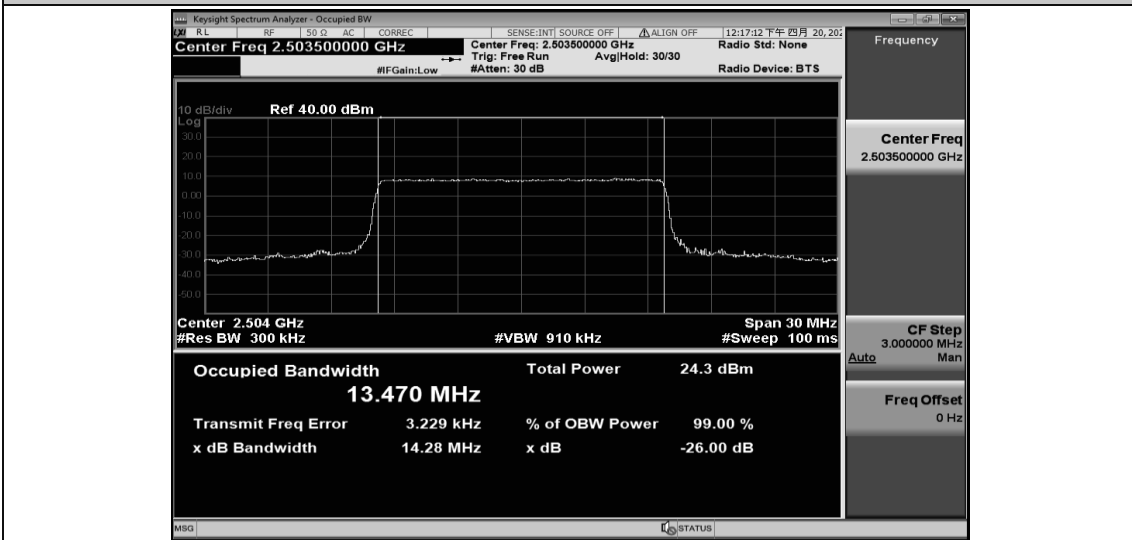 Keysight Spectrum Analyzer - Occupied BW
RL RF 50 Ω AC CORREC SENSE:INT SOURCE OFF ALIGN OFF 12:17:12 下午 四月 20, 202
Center Freq 2.503500000 GHz
Center Freq: 2.503500000 GHz Radio Std: None
Trig: Free Run Avg|Hold: 30/30
#IFGain:Low #Atten: 30 dB Radio Device: BTS
10 dB/div Ref 40.00 dBm
Log
30.0
20.0
10.0
0.00
-10.0
-20.0
-30.0
-40.0
-50.0
Center 2.504 GHz Span 30 MHz
#Res BW 300 kHz #VBW 910 kHz #Sweep 100 ms
Occupied Bandwidth Total Power 24.3 dBm
13.470 MHz
Transmit Freq Error 3.229 kHz % of OBW Power 99.00 %
x dB Bandwidth 14.28 MHz x dB -26.00 dB
MSG STATUS
Frequency
Center Freq
2.503500000 GHz
CF Step
3.000000 MHz
Auto Man
Freq Offset
0 Hz